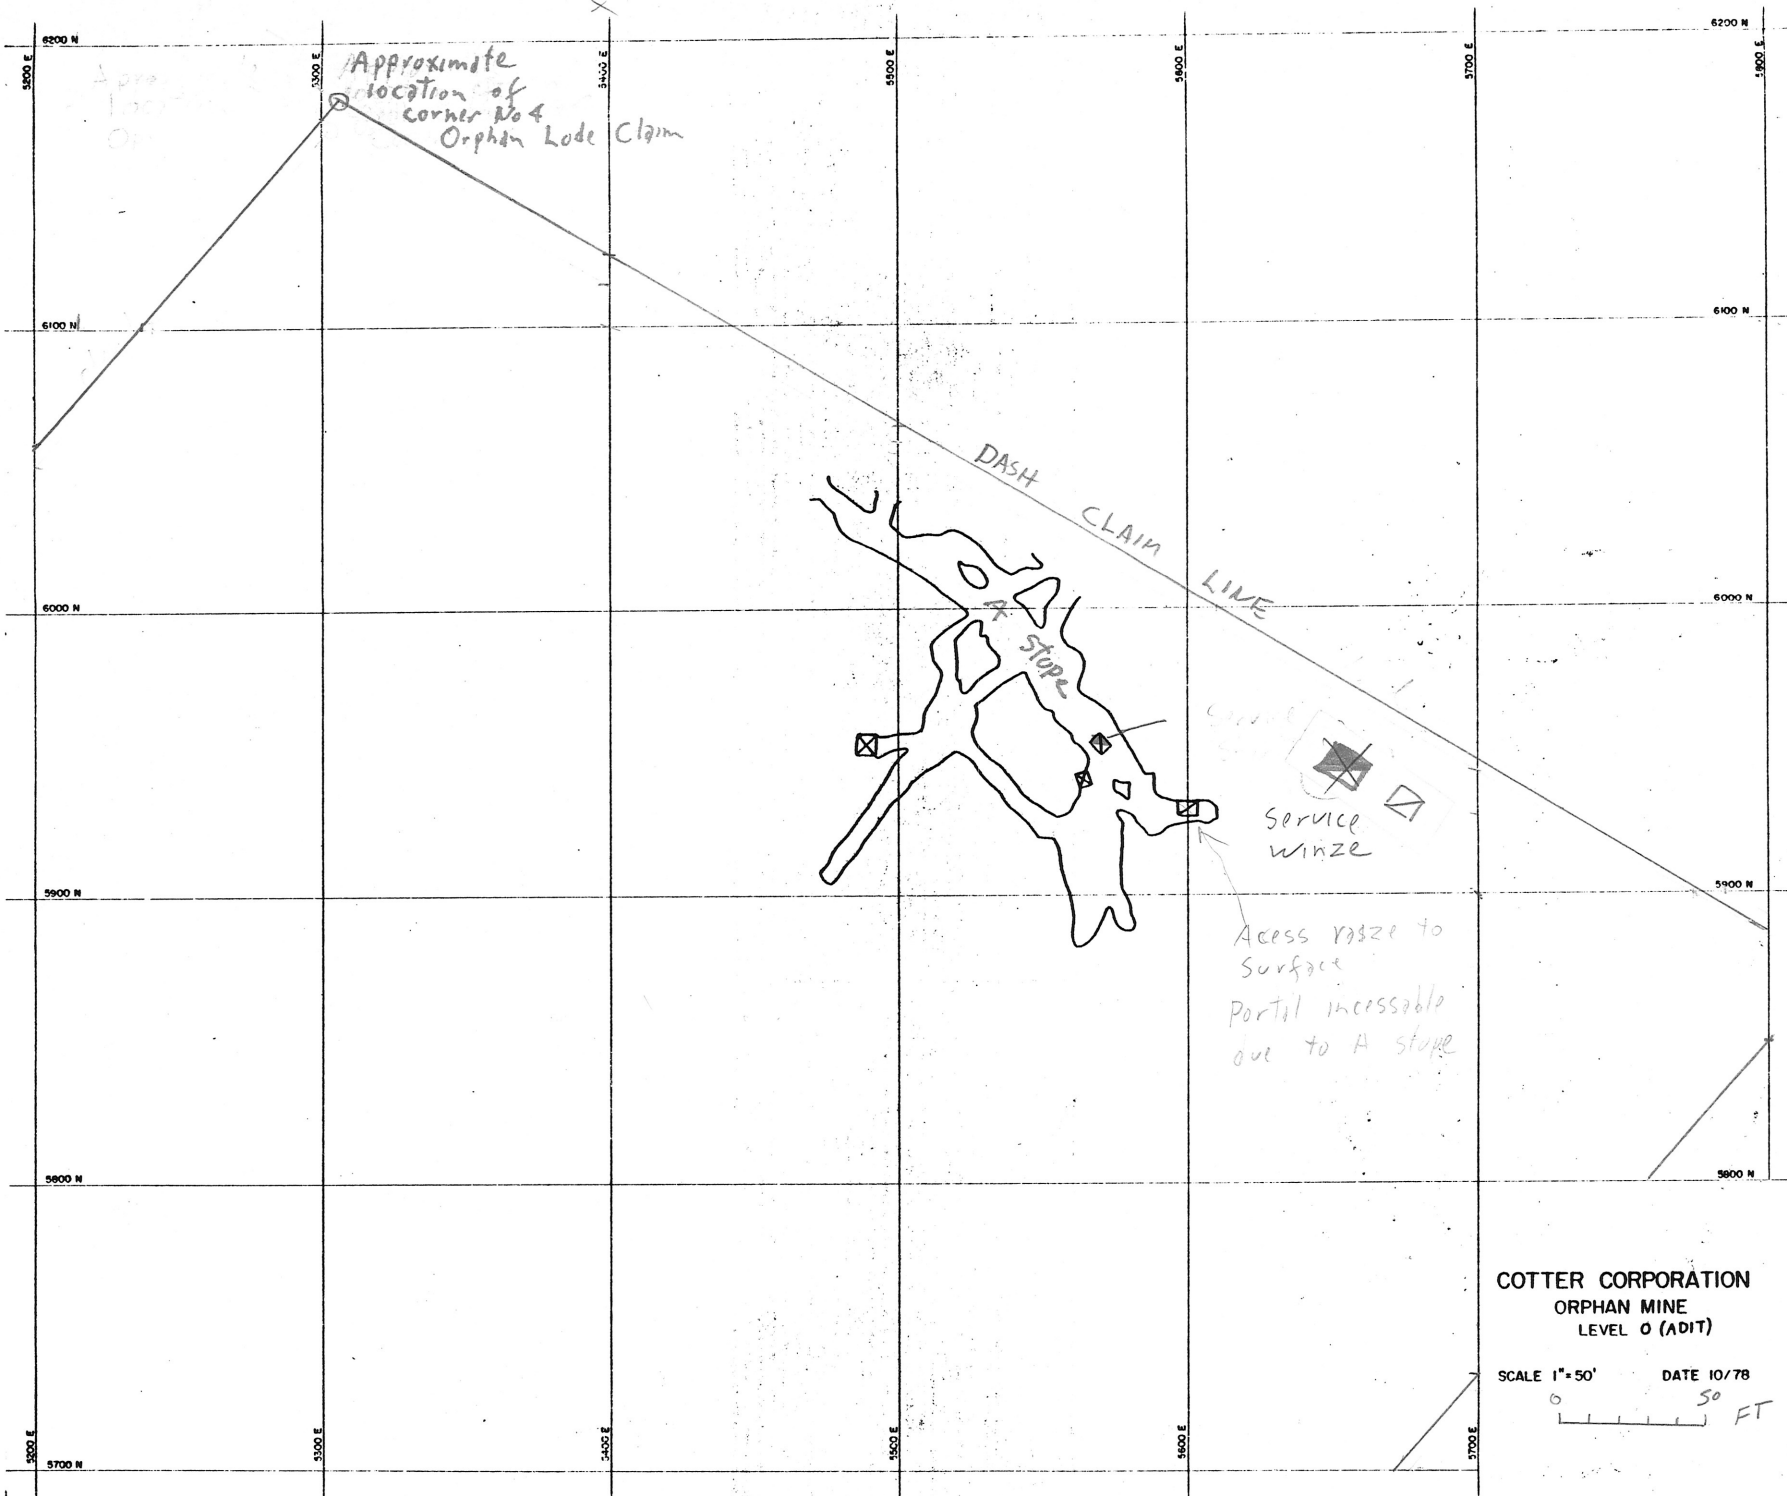 6200 N
6200 N
5200 E
5300 E
5400 E
5500 E
5600 E
5700 E
5800 E
Approximate
location of
corner No 4
Orphan Lode Claim
6100 N
6100 N
DASH CLAIM LINE
6000 N
6000 N
A
Stope
Service
Winze
5900 N
5900 N
Acess raize to
Surface
Portal incessable
due to A stope
5800 N
5800 N
COTTER CORPORATION
ORPHAN MINE
LEVEL 0 (ADIT)
SCALE 1"=50' DATE 10/78
0 50 FT
5200 E
5300 E
5400 E
5500 E
5600 E
5700 E
5700 N